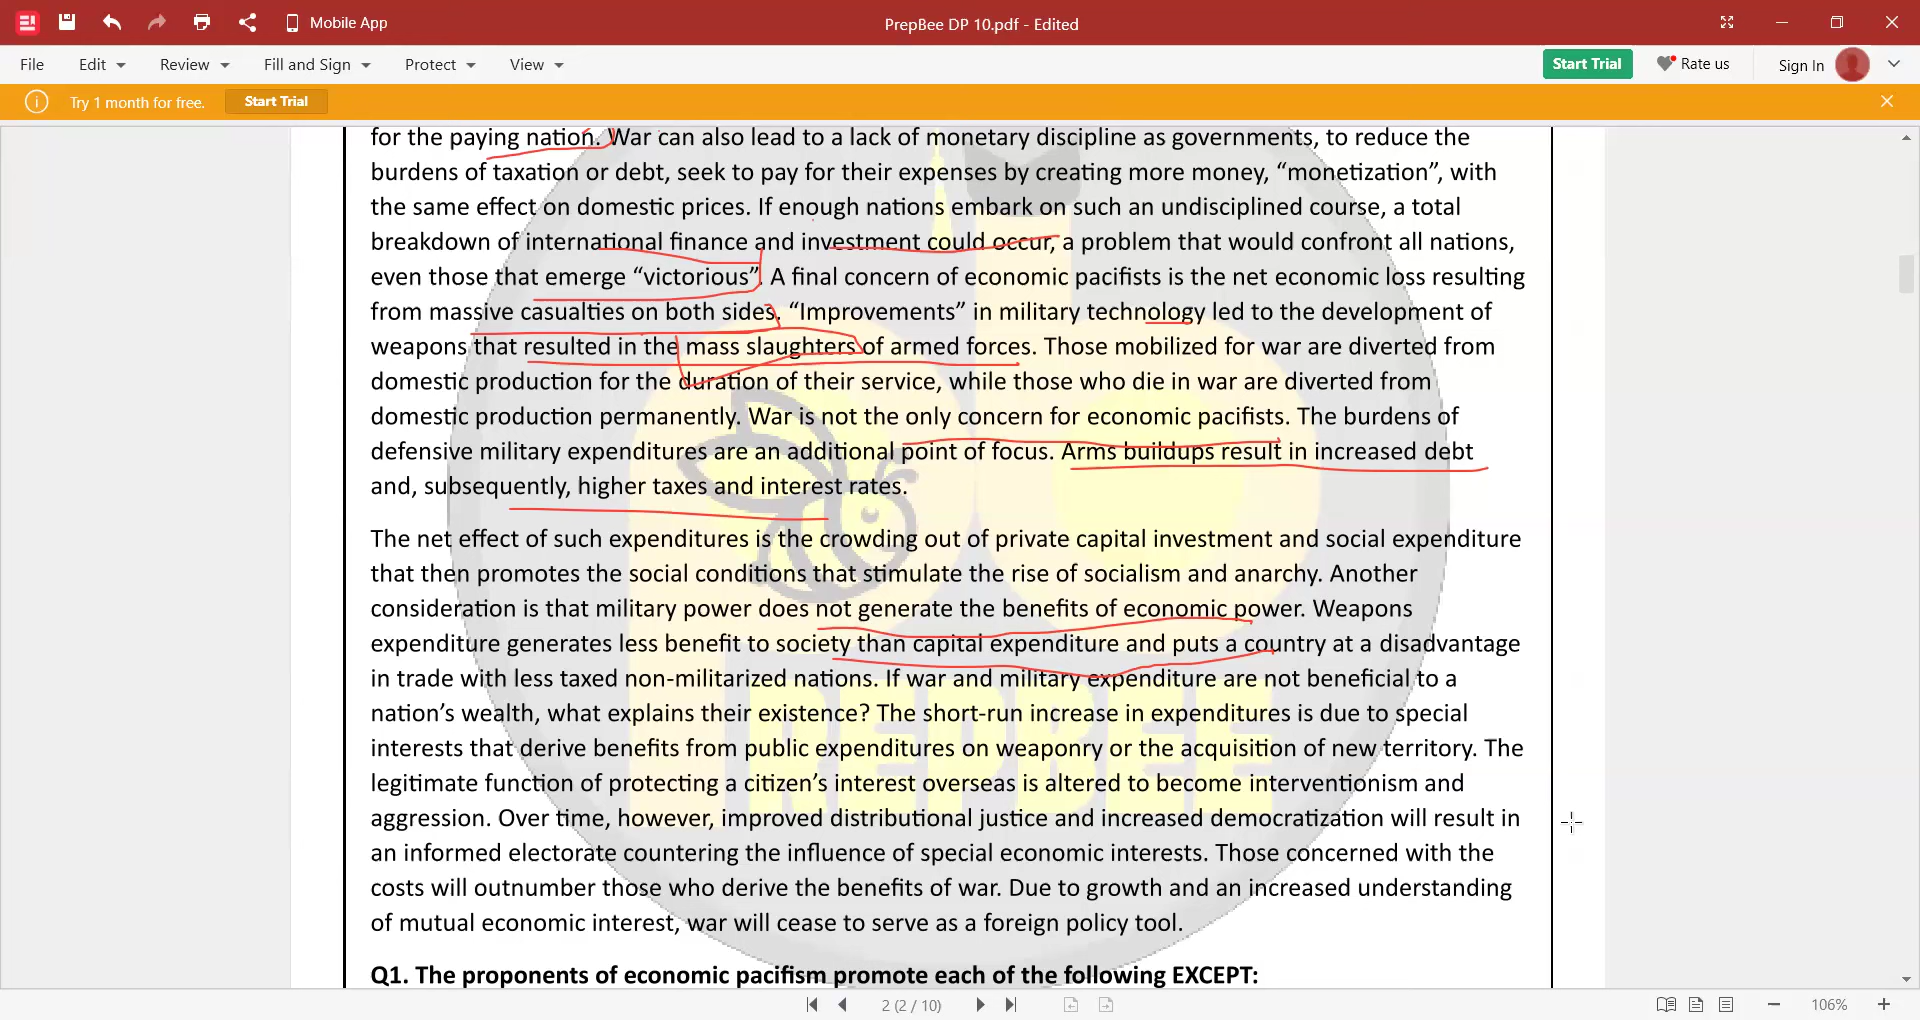 Mobile App
PrepBee DP 10.pdf - Edited
File Edit Review Fill and Sign Protect View Start Trial Rate us Sign In
Try 1 month for free. Start Trial
for the paying nation. War can also lead to a lack of monetary discipline as governments, to reduce the
burdens of taxation or debt, seek to pay for their expenses by creating more money, “monetization”, with
the same effect on domestic prices. If enough nations embark on such an undisciplined course, a total
breakdown of international finance and investment could occur, a problem that would confront all nations,
even those that emerge “victorious”. A final concern of economic pacifists is the net economic loss resulting
from massive casualties on both sides. “Improvements” in military technology led to the development of
weapons that resulted in the mass slaughters of armed forces. Those mobilized for war are diverted from
domestic production for the duration of their service, while those who die in war are diverted from
domestic production permanently. War is not the only concern for economic pacifists. The burdens of
defensive military expenditures are an additional point of focus. Arms buildups result in increased debt
and, subsequently, higher taxes and interest rates.
The net effect of such expenditures is the crowding out of private capital investment and social expenditure
that then promotes the social conditions that stimulate the rise of socialism and anarchy. Another
consideration is that military power does not generate the benefits of economic power. Weapons
expenditure generates less benefit to society than capital expenditure and puts a country at a disadvantage
in trade with less taxed non-militarized nations. If war and military expenditure are not beneficial to a
nation’s wealth, what explains their existence? The short-run increase in expenditures is due to special
interests that derive benefits from public expenditures on weaponry or the acquisition of new territory. The
legitimate function of protecting a citizen’s interest overseas is altered to become interventionism and
aggression. Over time, however, improved distributional justice and increased democratization will result in
an informed electorate countering the influence of special economic interests. Those concerned with the
costs will outnumber those who derive the benefits of war. Due to growth and an increased understanding
of mutual economic interest, war will cease to serve as a foreign policy tool.
Q1. The proponents of economic pacifism promote each of the following EXCEPT:
REPBEE
2 (2 / 10)
106%